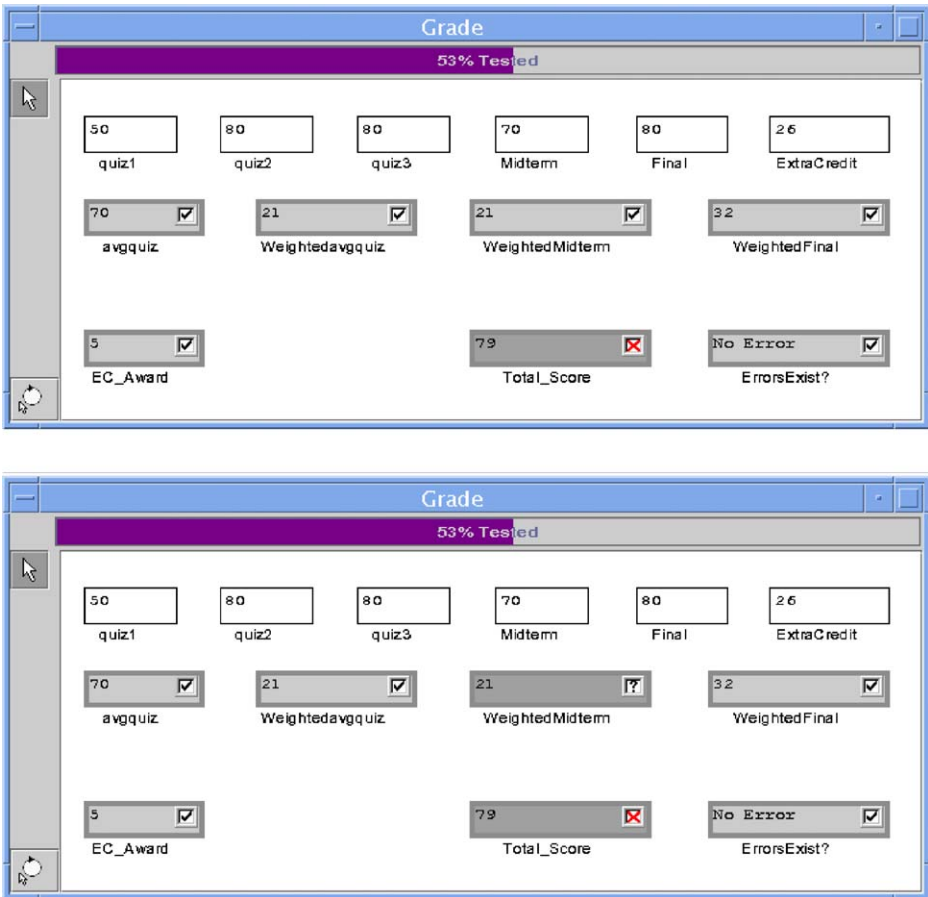 Grade
53% Tested
50 80 80 70 80 26
quiz1 quiz2 quiz3 Midterm Final ExtraCredit
70 21 21 32
avgquiz Weightedavgquiz WeightedMidterm WeightedFinal
5 79 No Error
EC_Award Total_Score ErrorsExist?
Grade
53% Tested
50 80 80 70 80 26
quiz1 quiz2 quiz3 Midterm Final ExtraCredit
70 21 21 ? 32
avgquiz Weightedavgquiz WeightedMidterm WeightedFinal
5 79 No Error
EC_Award Total_Score ErrorsExist?